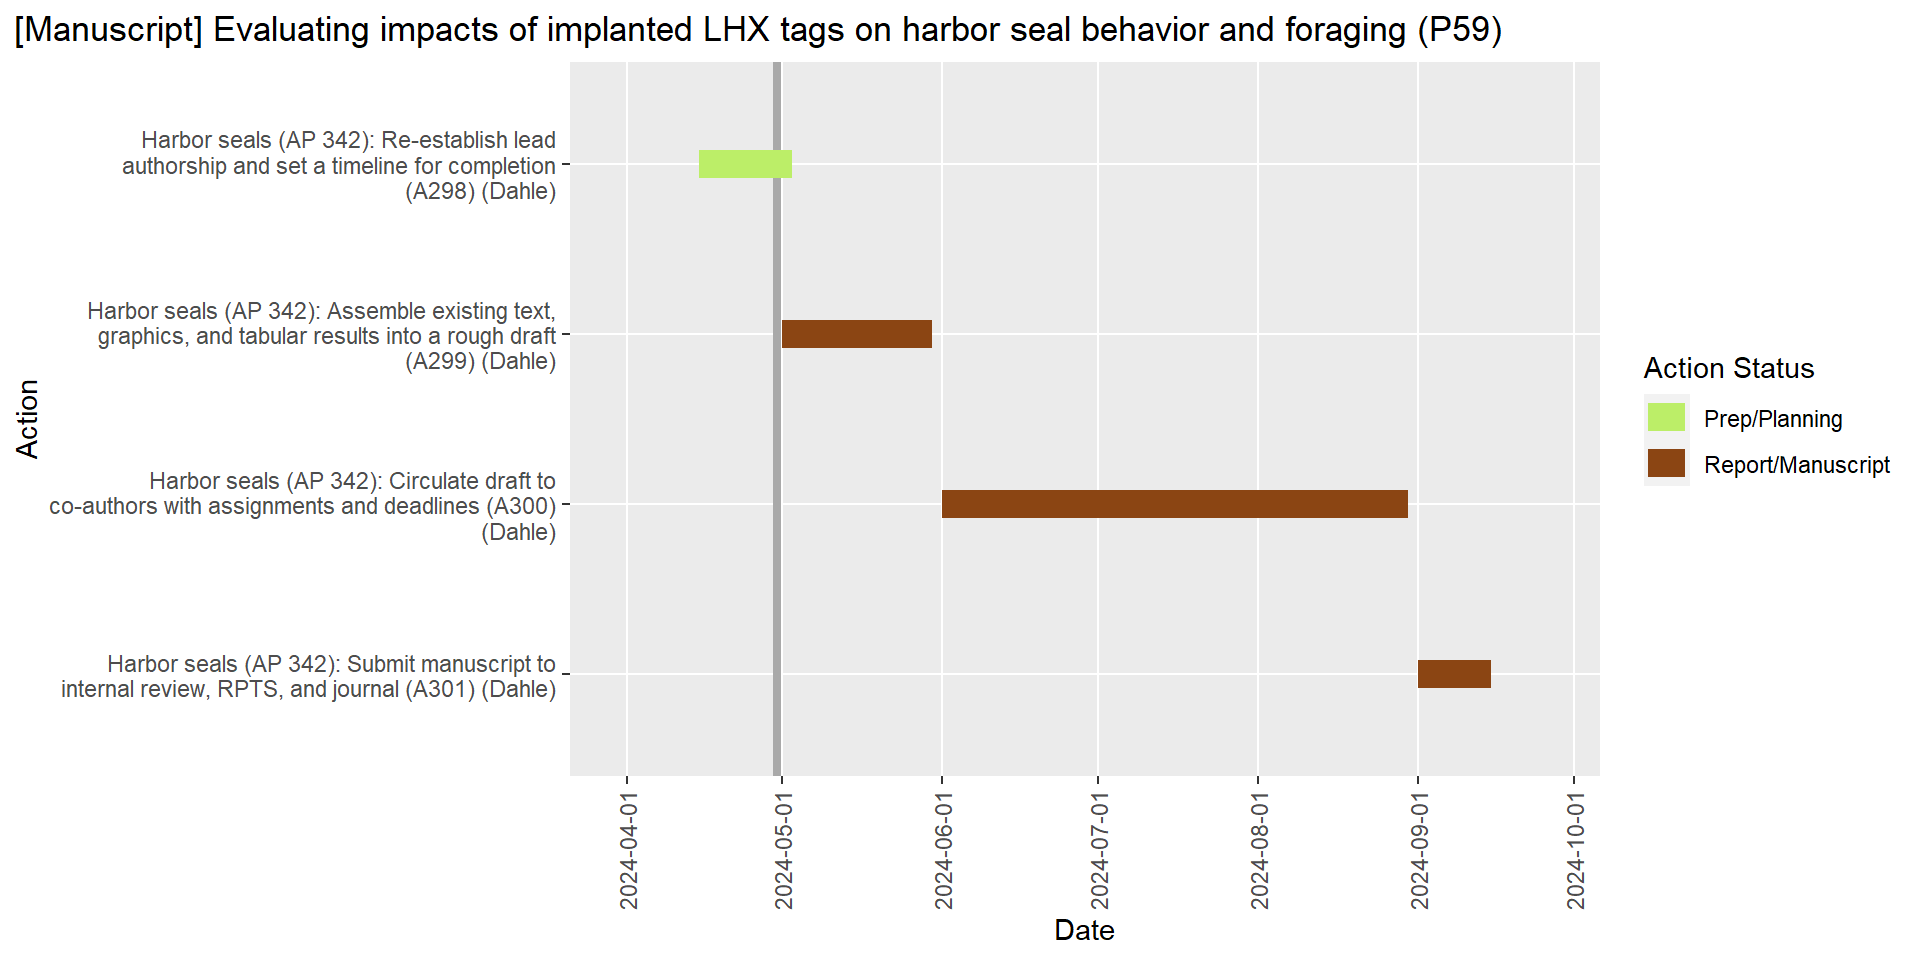 [Manuscript] Evaluating impacts of implanted LHX tags on harbor seal behavior and foraging (P59)
Harbor seals (AP 342): Re-establish lead
authorship and set a timeline for completion
(A298) (Dahle)
Harbor seals (AP 342): Assemble existing text,
graphics, and tabular results into a rough draft
(A299) (Dahle)
Harbor seals (AP 342): Circulate draft to
co-authors with assignments and deadlines (A300)
(Dahle)
Harbor seals (AP 342): Submit manuscript to
internal review, RPTS, and journal (A301) (Dahle)
Action
2024-04-01
2024-05-01
2024-06-01
2024-07-01
2024-08-01
2024-09-01
2024-10-01
Date
Action Status
Prep/Planning
Report/Manuscript